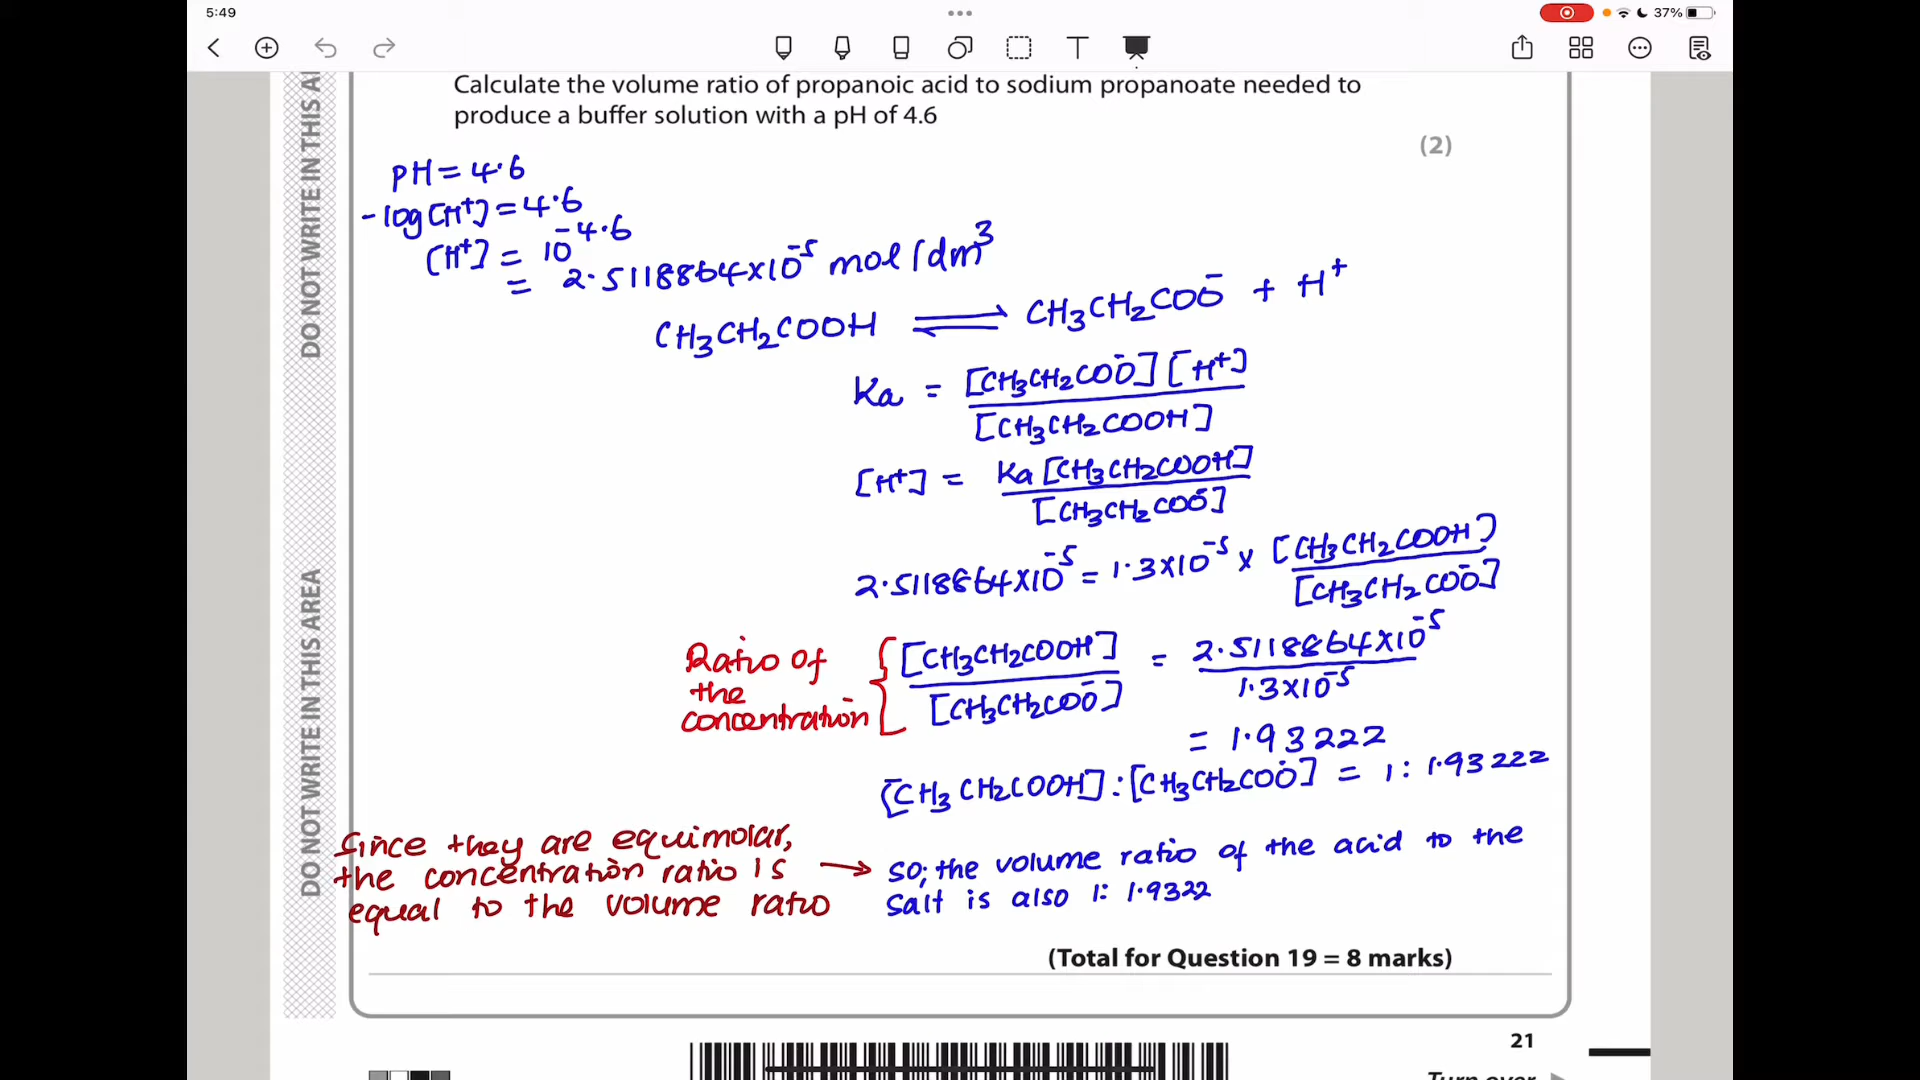 5:49
37%
Calculate the volume ratio of propanoic acid to sodium propanoate needed to
produce a buffer solution with a pH of 4.6
(2)
pH = 4.6
-log[H⁺] = 4.6
[H⁺] = 10⁻⁴·⁶
= 2.5118864×10⁻⁵ mol/dm³
CH₃CH₂COOH ⇌ CH₃CH₂COO⁻ + H⁺
Ka = [CH₃CH₂COO⁻][H⁺]
[CH₃CH₂COOH]
[H⁺] = Ka[CH₃CH₂COOH]
[CH₃CH₂COO⁻]
2.5118864×10⁻⁵ = 1.3×10⁻⁵ × [CH₃CH₂COOH]
[CH₃CH₂COO⁻]
Ratio of
the
concentration
[CH₃CH₂COOH] = 2.5118864×10⁻⁵
[CH₃CH₂COO⁻] 1.3×10⁻⁵
= 1.93222
[CH₃CH₂COOH]:[CH₃CH₂COO⁻] = 1:1.93222
Since they are equimolar,
the concentration ratio is
equal to the volume ratio
→ so; the volume ratio of the acid to the
salt is also 1: 1.9322
(Total for Question 19 = 8 marks)
21
Turn over
DO NOT WRITE IN THIS A
DO NOT WRITE IN THIS AREA